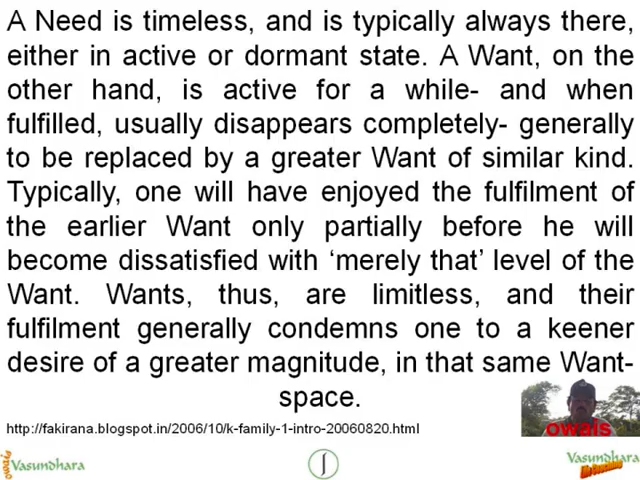 A Need is timeless, and is typically always there,
either in active or dormant state. A Want, on the
other hand, is active for a while- and when
fulfilled, usually disappears completely- generally
to be replaced by a greater Want of similar kind.
Typically, one will have enjoyed the fulfilment of
the earlier Want only partially before he will
become dissatisfied with ‘merely that’ level of the
Want. Wants, thus, are limitless, and their
fulfilment generally condemns one to a keener
desire of a greater magnitude, in that same Want-
space.
owais
http://fakirana.blogspot.in/2006/10/k-family-1-intro-20060820.html
Vasundhara
Vasundhara